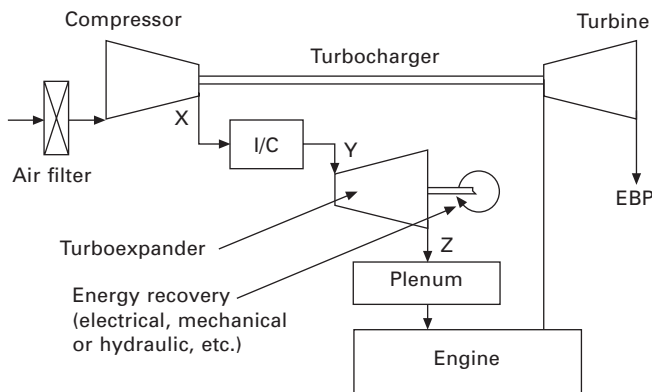 Compressor
Turbine
Turbocharger
X
I/C
Y
Air filter
EBP
Turboexpander
Z
Plenum
Energy recovery
(electrical, mechanical
or hydraulic, etc.)
Engine